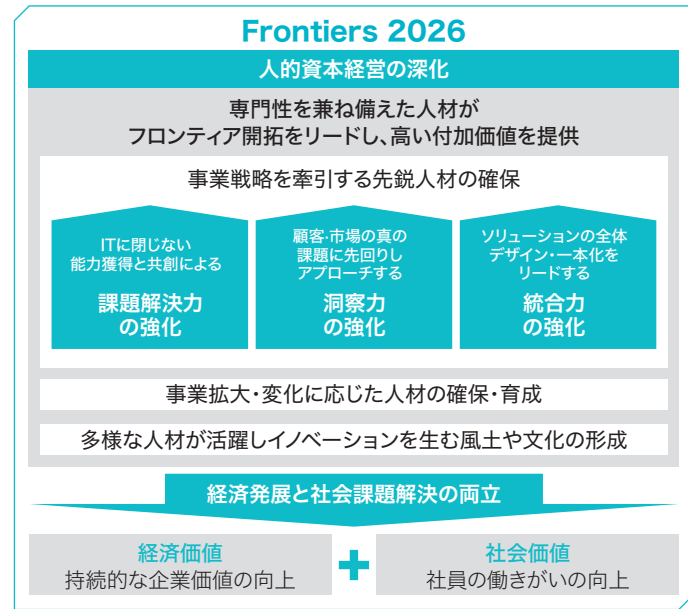 Frontiers 2026
人的資本経営の深化
専門性を兼ね備えた人材が
フロンティア開拓をリードし、高い付加価値を提供
事業戦略を牽引する先鋭人材の確保
ITに閉じない
能力獲得と共創による
課題解決力
の強化
顧客・市場の真の
課題に先回りし
アプローチする
洞察力
の強化
ソリューションの全体
デザイン・一本化を
リードする
統合力
の強化
事業拡大・変化に応じた人材の確保・育成
多様な人材が活躍しイノベーションを生む風土や文化の形成
経済発展と社会課題解決の両立
経済価値
持続的な企業価値の向上
社会価値
社員の働きがいの向上